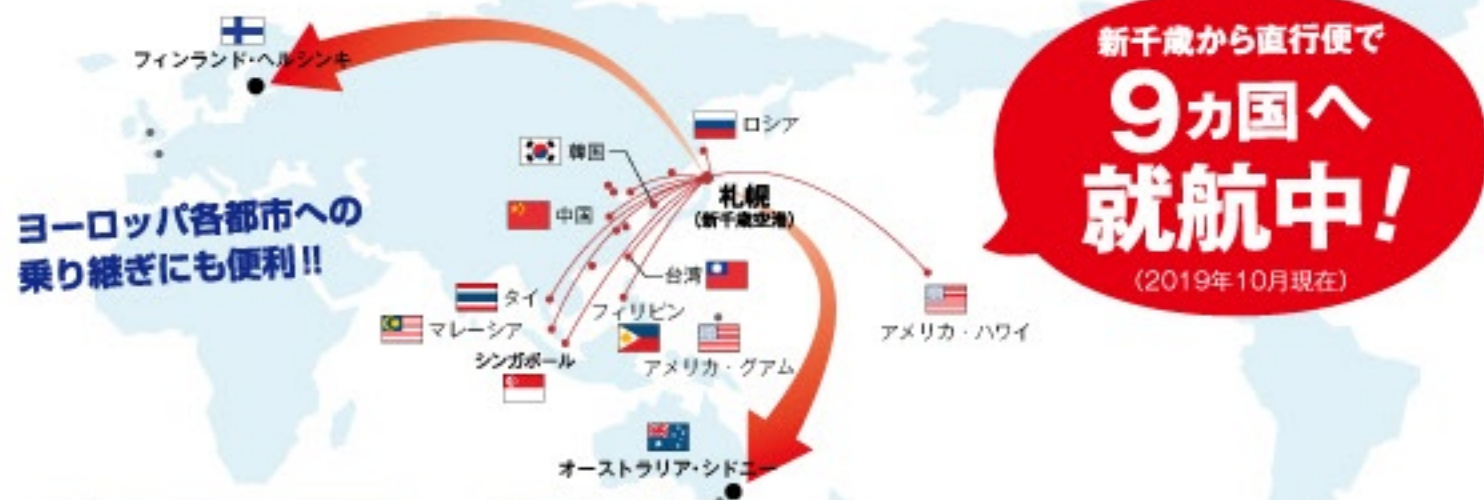 フィンランド・ヘルシンキ
新千歳から直行便で
9ヵ国へ
就航中!
(2019年10月現在)
ロシア
韓国
中国
札幌
(新千歳空港)
ヨーロッパ各都市への
乗り継ぎにも便利!!
台湾
タイ
フィリピン
マレーシア
アメリカ・ハワイ
シンガポール
アメリカ・グアム
オーストラリア・シドニー